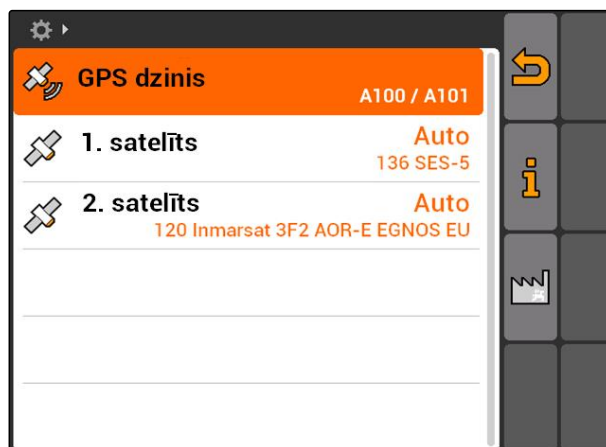 GPS dzinis
A100 / A101
1. satelīts
Auto
136 SES-5
2. satelīts
Auto
120 Inmarsat 3F2 AOR-E EGNOS EU